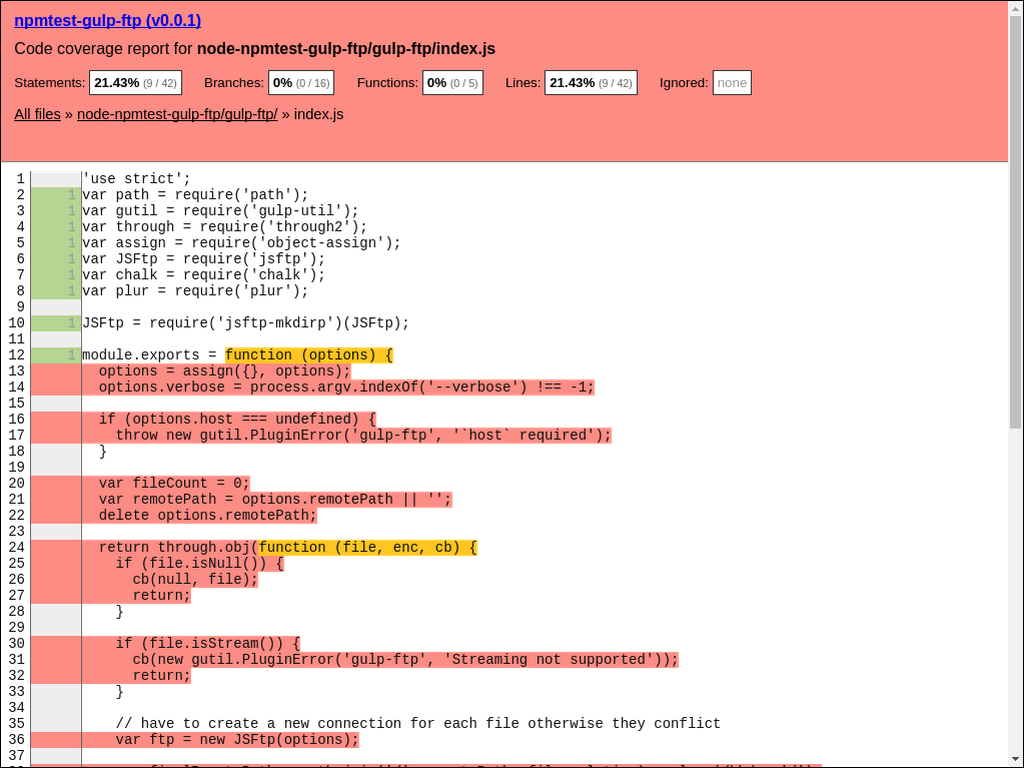 npmtest-gulp-ftp (v0.0.1)
Code coverage report for node-npmtest-gulp-ftp/gulp-ftp/index.js
Statements: 21.43% (9 / 42) Branches: 0% (0 / 16) Functions: 0% (0 / 5) Lines: 21.43% (9 / 42) Ignored: none
All files » node-npmtest-gulp-ftp/gulp-ftp/ » index.js
1 'use strict';
2 1 var path = require('path');
3 1 var gutil = require('gulp-util');
4 1 var through = require('through2');
5 1 var assign = require('object-assign');
6 1 var JSFtp = require('jsftp');
7 1 var chalk = require('chalk');
8 1 var plur = require('plur');
9
10 1 JSFtp = require('jsftp-mkdirp')(JSFtp);
11
12 1 module.exports = function (options) {
13 options = assign({}, options);
14 options.verbose = process.argv.indexOf('--verbose') !== -1;
15
16 if (options.host === undefined) {
17 throw new gutil.PluginError('gulp-ftp', '`host` required');
18 }
19
20 var fileCount = 0;
21 var remotePath = options.remotePath || '';
22 delete options.remotePath;
23
24 return through.obj(function (file, enc, cb) {
25 if (file.isNull()) {
26 cb(null, file);
27 return;
28 }
29
30 if (file.isStream()) {
31 cb(new gutil.PluginError('gulp-ftp', 'Streaming not supported'));
32 return;
33 }
34
35 // have to create a new connection for each file otherwise they conflict
36 var ftp = new JSFtp(options);
37